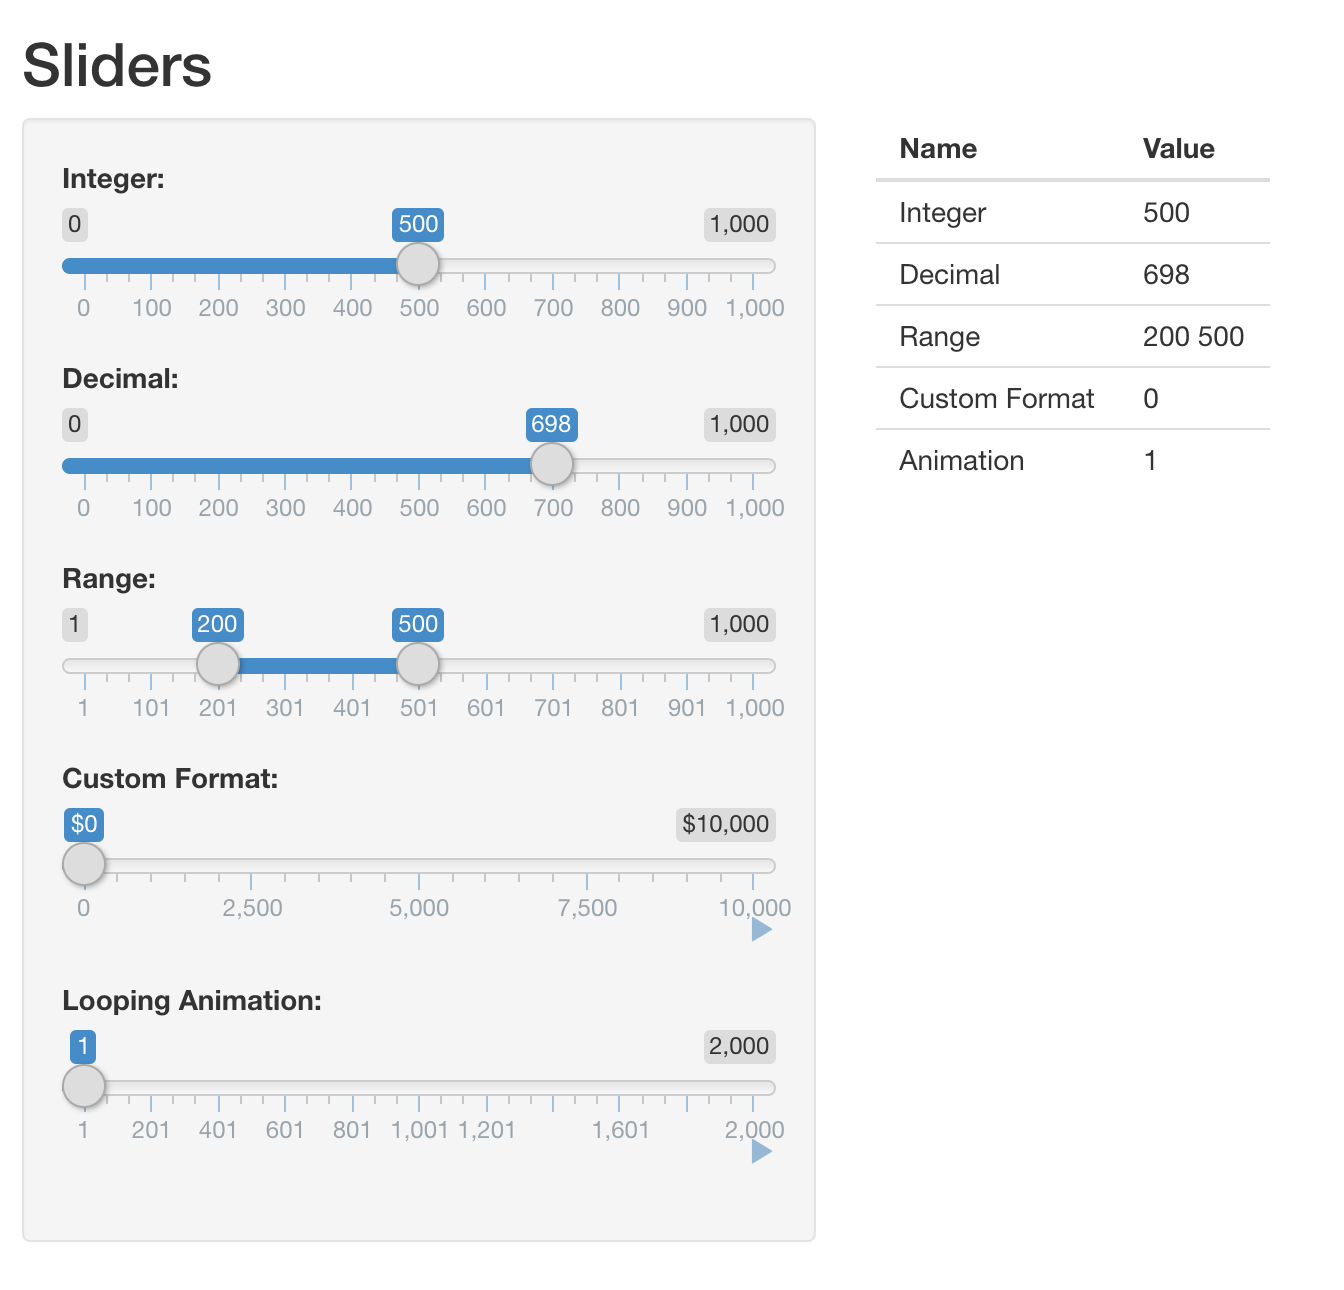 Sliders
Integer:
0 500 1,000
0 100 200 300 400 500 600 700 800 900 1,000
Decimal:
0 698 1,000
0 100 200 300 400 500 600 700 800 900 1,000
Range:
1 200 500 1,000
1 101 201 301 401 501 601 701 801 901 1,000
Custom Format:
$0 $10,000
0 2,500 5,000 7,500 10,000
Looping Animation:
1 2,000
1 201 401 601 801 1,001 1,201 1,601 2,000
Name Value
Integer 500
Decimal 698
Range 200 500
Custom Format 0
Animation 1